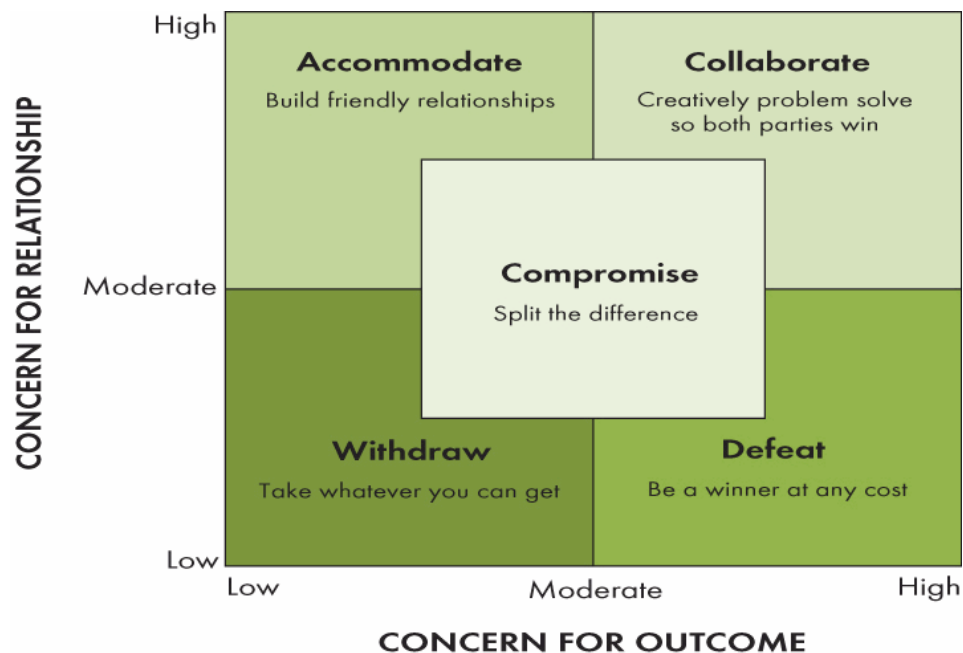 High
Accommodate
Build friendly relationships
Collaborate
Creatively problem solve
so both parties win
CONCERN FOR RELATIONSHIP
Moderate
Compromise
Split the difference
Withdraw
Take whatever you can get
Defeat
Be a winner at any cost
Low
Low
Moderate
High
CONCERN FOR OUTCOME